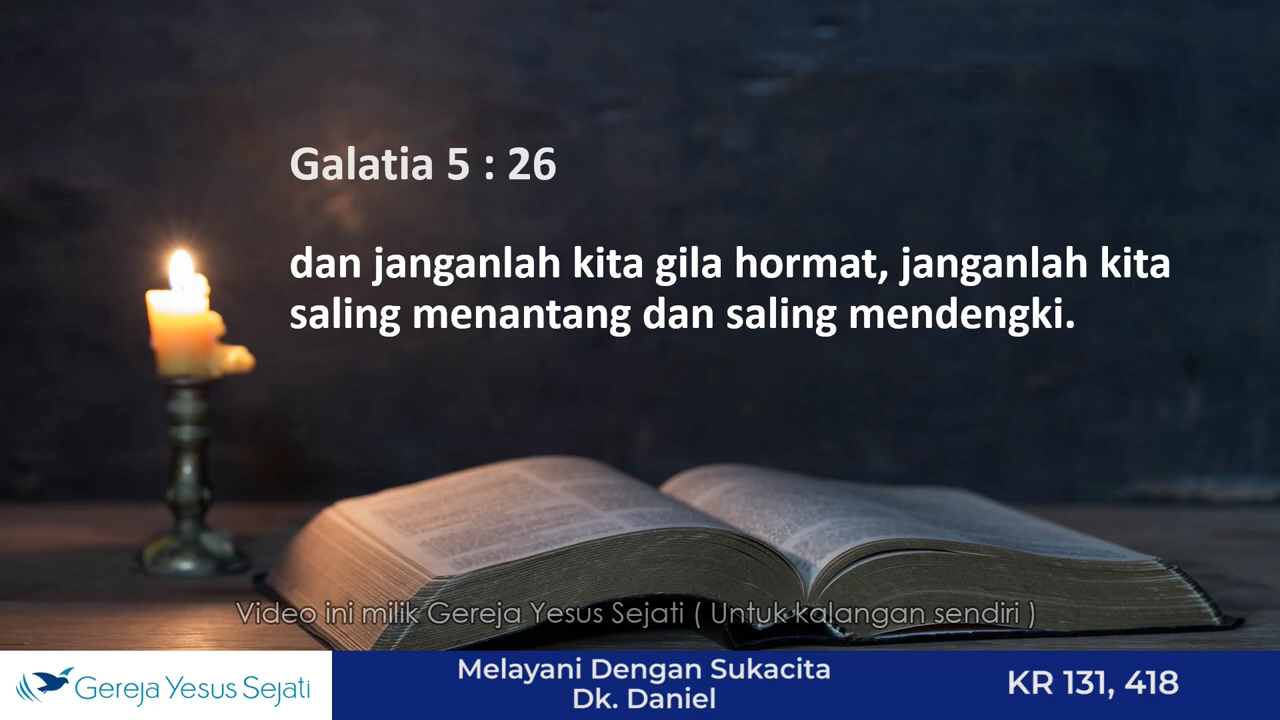 Galatia 5 : 26
dan janganlah kita gila hormat, janganlah kita
saling menantang dan saling mendengki.
Video ini milik Gereja Yesus Sejati ( Untuk kalangan sendiri )
Gereja Yesus Sejati
Melayani Dengan Sukacita
Dk. Daniel
KR 131, 418